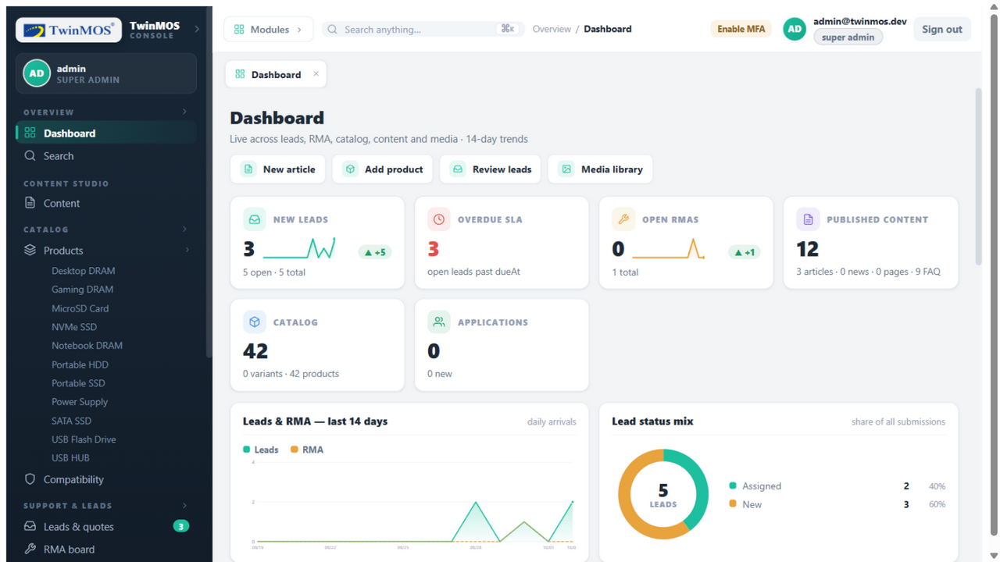 TwinMOS®
TwinMOS
CONSOLE
Modules
Search anything...
⌘K
Overview / Dashboard
Enable MFA
AD
admin@twinmos.dev
super admin
Sign out
AD
admin
SUPER ADMIN
OVERVIEW
Dashboard
Search
CONTENT STUDIO
Content
CATALOG
Products
Desktop DRAM
Gaming DRAM
MicroSD Card
NVMe SSD
Notebook DRAM
Portable HDD
Portable SSD
Power Supply
SATA SSD
USB Flash Drive
USB HUB
Compatibility
SUPPORT & LEADS
Leads & quotes
3
RMA board
Dashboard ×
Dashboard
Live across leads, RMA, catalog, content and media · 14-day trends
New article
Add product
Review leads
Media library
NEW LEADS
3
▲ +5
5 open · 5 total
OVERDUE SLA
3
open leads past dueAt
OPEN RMAS
0
▲ +1
1 total
PUBLISHED CONTENT
12
3 articles · 0 news · 0 pages · 9 FAQ
CATALOG
42
0 variants · 42 products
APPLICATIONS
0
0 new
Leads & RMA — last 14 days
daily arrivals
Leads
RMA
4
2
0
09/22
09/25
09/28
10/01
Lead status mix
share of all submissions
5
LEADS
Assigned 2 40%
New 3 60%